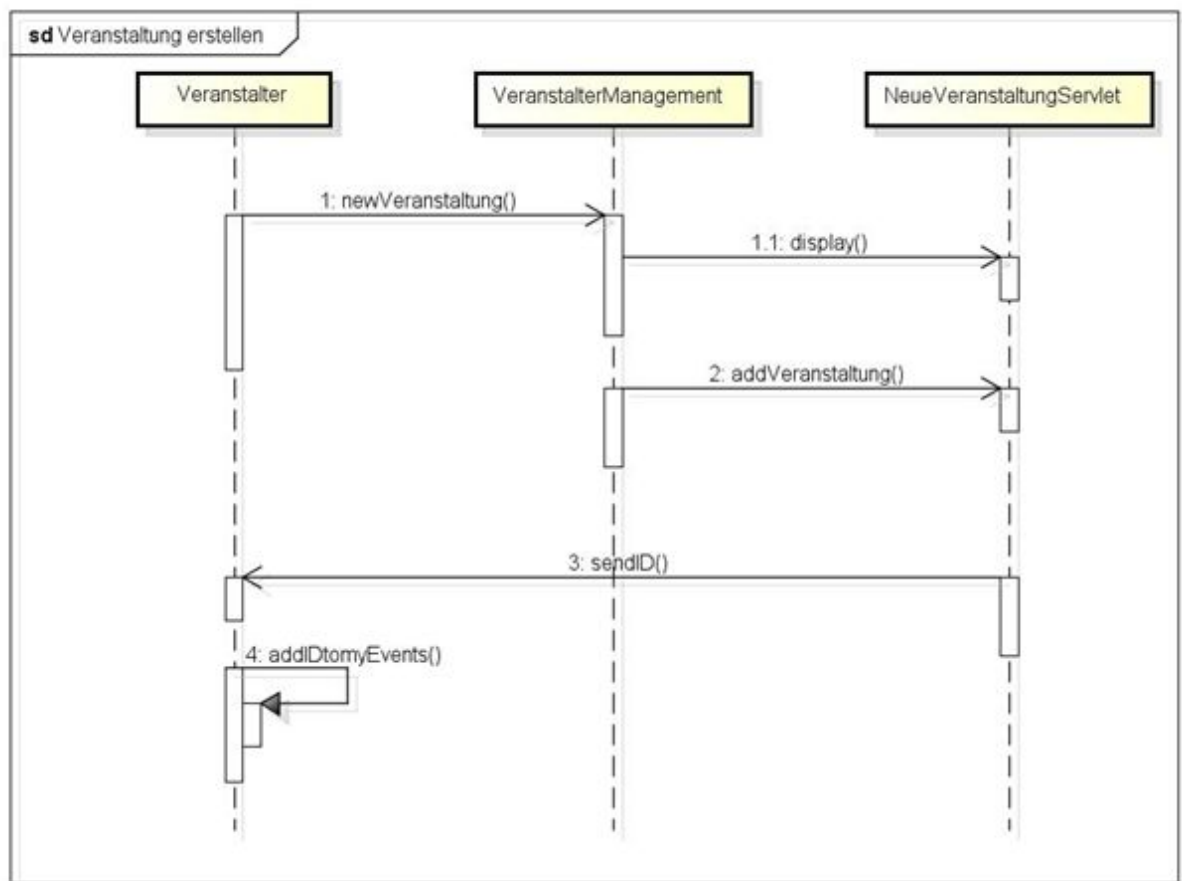 sd Veranstaltung erstellen
Veranstalter
VeranstalterManagement
NeueVeranstaltungServlet
1: newVeranstaltung()
1.1: display()
2: addVeranstaltung()
3: sendID()
4: addIDtomyEvents()